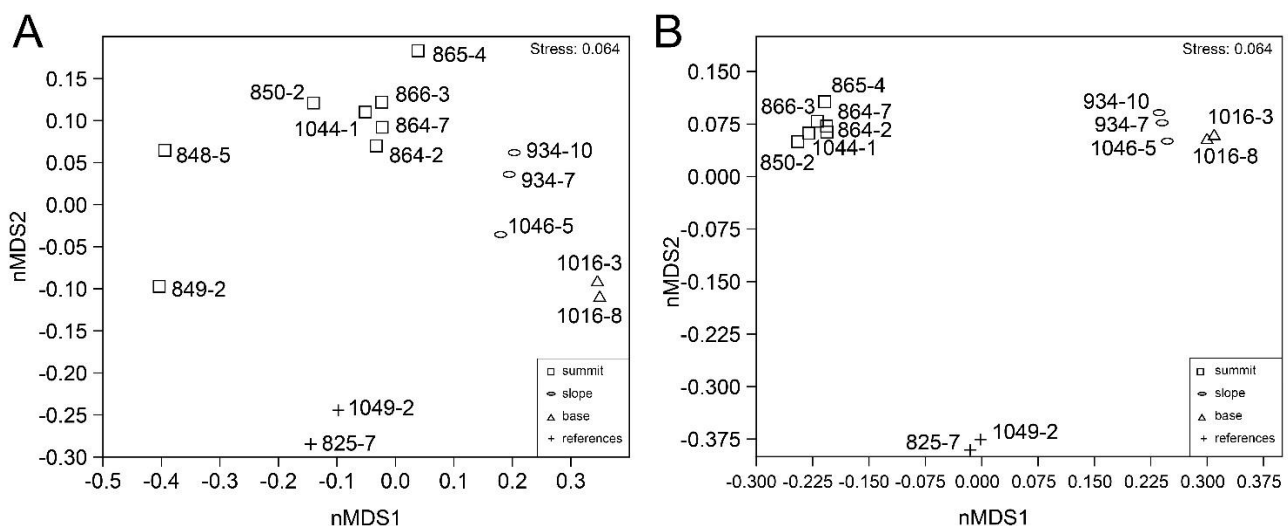 A
Stress: 0.064
865-4
850-2
866-3
1044-1
864-7
864-2
848-5
934-10
934-7
1046-5
1016-3
1016-8
849-2
1049-2
825-7
nMDS2
0.15
0.10
0.05
0.00
-0.05
-0.10
-0.15
-0.20
-0.25
-0.30
summit
slope
base
references
-0.5 -0.4 -0.3 -0.2 -0.1 0.0 0.1 0.2 0.3
nMDS1
B
Stress: 0.064
865-4
866-3
864-7
864-2
1044-1
850-2
934-10
934-7
1046-5
1016-3
1016-8
825-7
1049-2
nMDS2
0.150
0.075
0.000
-0.075
-0.150
-0.225
-0.300
-0.375
summit
slope
base
references
-0.300 -0.225 -0.150 -0.075 0.000 0.075 0.150 0.225 0.300 0.375
nMDS1